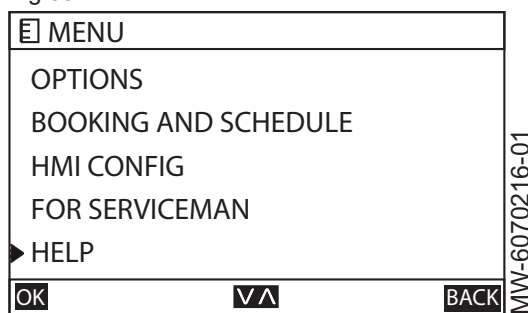 MENU
OPTIONS
BOOKING AND SCHEDULE
HMI CONFIG
FOR SERVICEMAN
HELP
OK BACK
MW-6070216-01